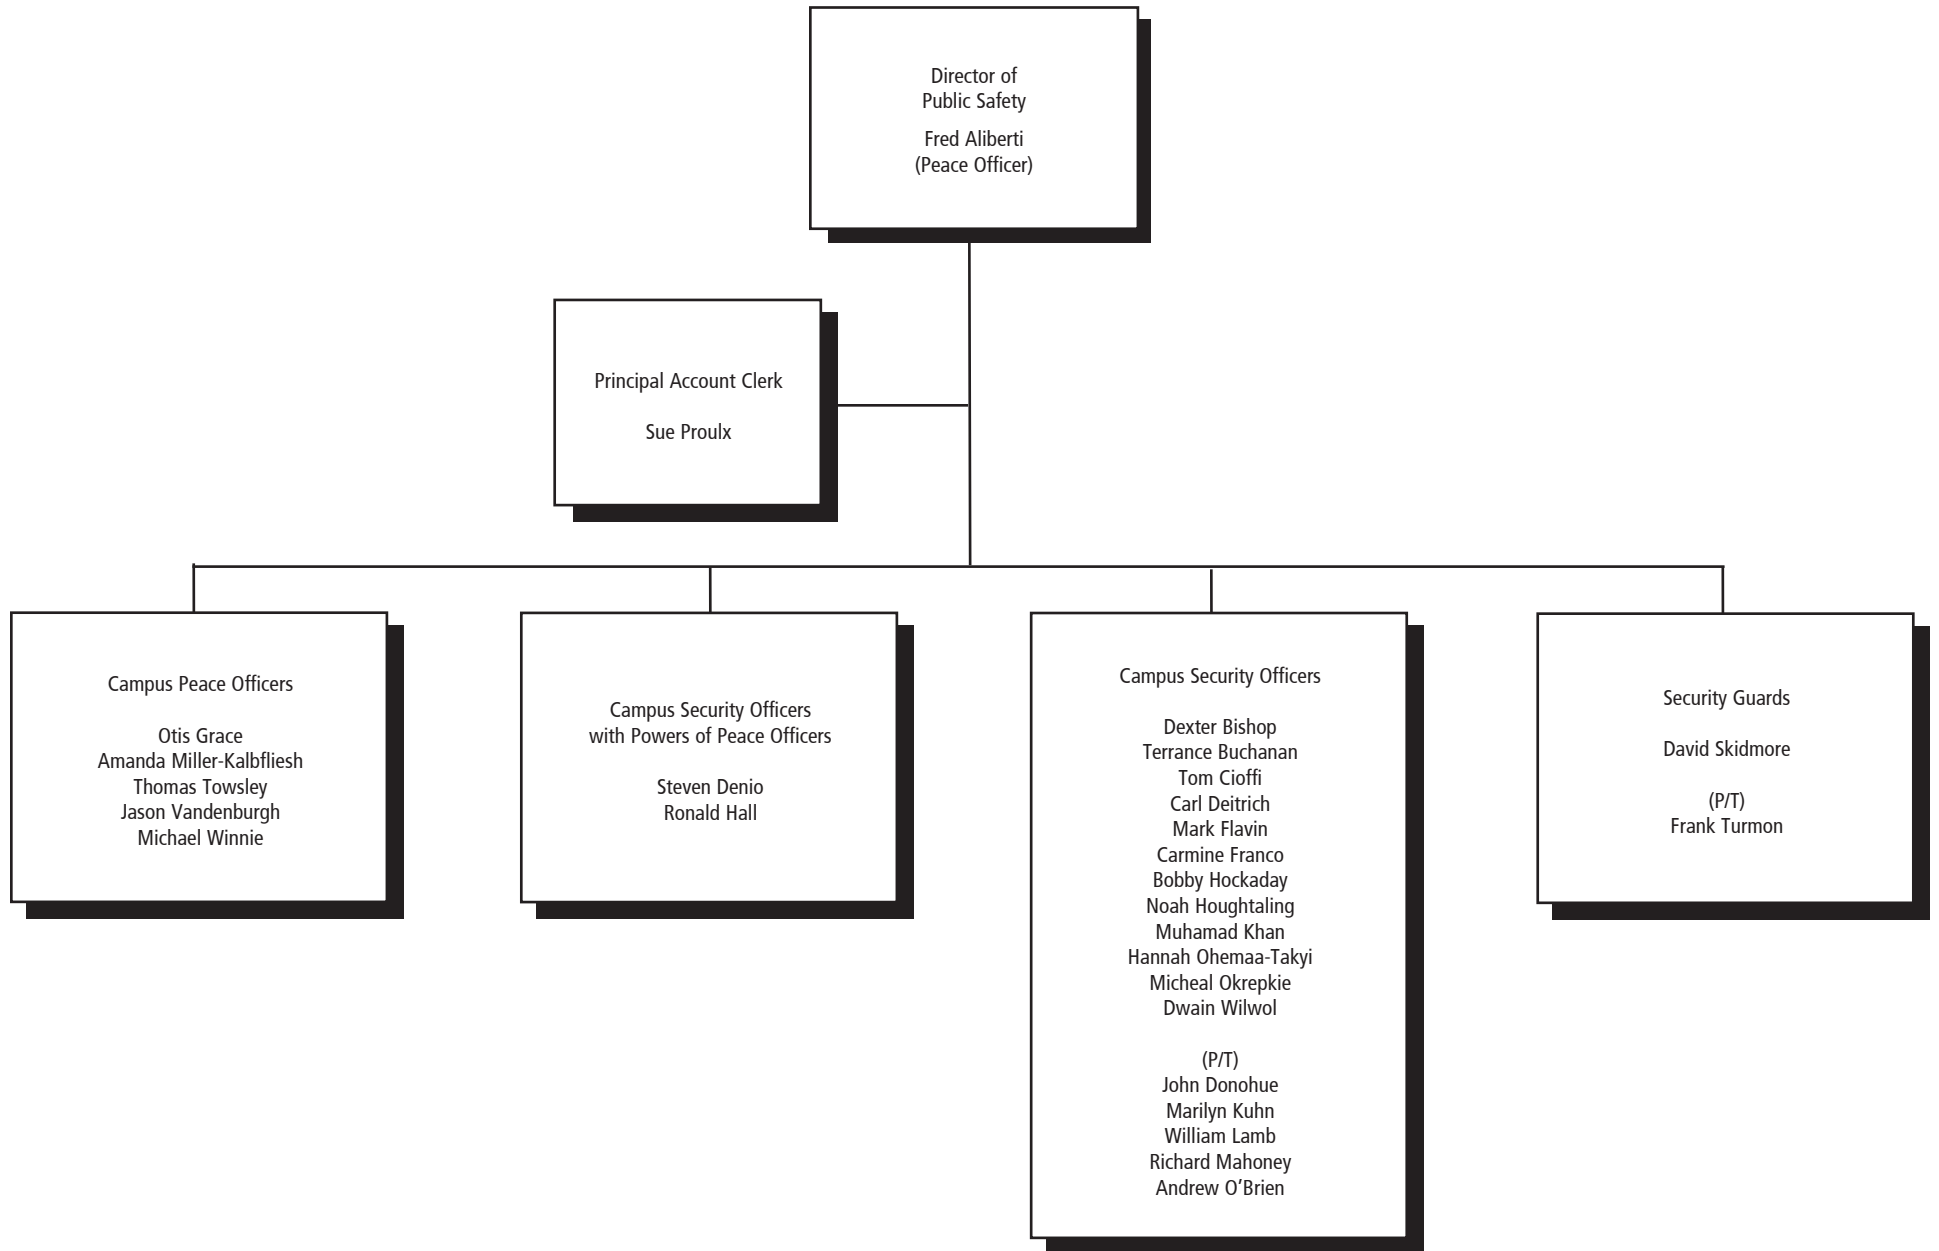 Director of
Public Safety
Fred Aliberti
(Peace Officer)
Principal Account Clerk
Sue Proulx
Campus Peace Officers
Otis Grace
Amanda Miller-Kalbfliesh
Thomas Towsley
Jason Vandenburgh
Michael Winnie
Campus Security Officers
with Powers of Peace Officers
Steven Denio
Ronald Hall
Campus Security Officers
Dexter Bishop
Terrance Buchanan
Tom Cioffi
Carl Deitrich
Mark Flavin
Carmine Franco
Bobby Hockaday
Noah Houghtaling
Muhamad Khan
Hannah Ohemaa-Takyi
Micheal Okrepkie
Dwain Wilwol
(P/T)
John Donohue
Marilyn Kuhn
William Lamb
Richard Mahoney
Andrew O’Brien
Security Guards
David Skidmore
(P/T)
Frank Turmon